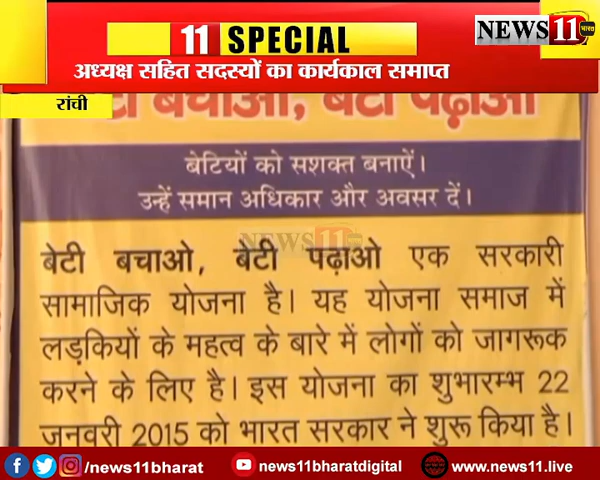 NEWS 11 भारत
11 SPECIAL
अध्यक्ष सहित सदस्यों का कार्यकाल समाप्त
रांची
बेटी बचाओ, बेटी पढ़ाओ
बेटियों को सशक्त बनाऐं।
उन्हें समान अधिकार और अवसर दें।
NEWS11
बेटी बचाओ, बेटी पढ़ाओ एक सरकारी
सामाजिक योजना है। यह योजना समाज में
लड़कियों के महत्व के बारे में लोगों को जागरूक
करने के लिए है। इस योजना का शुभारम्भ 22
जनवरी 2015 को भारत सरकार ने शुरू किया है।
/news11bharat
/news11bharatdigital
www.news11.live